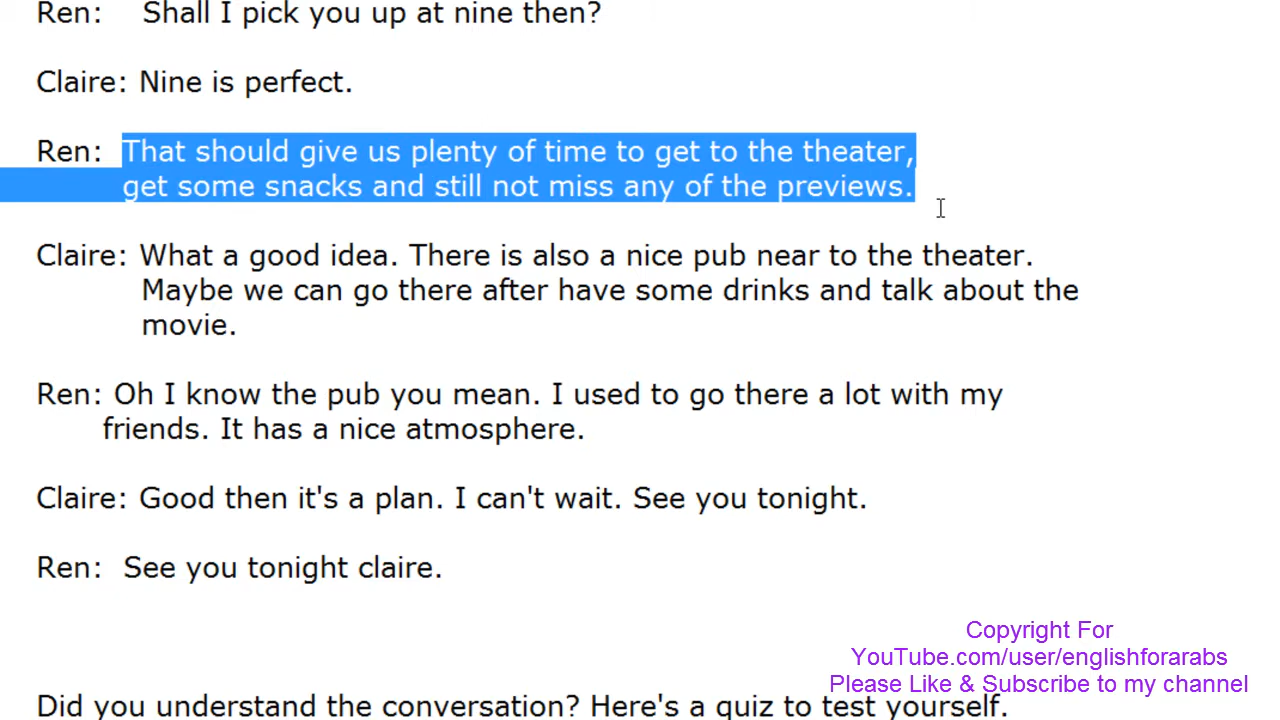 Ren: Shall I pick you up at nine then?
Claire: Nine is perfect.
Ren: That should give us plenty of time to get to the theater,
get some snacks and still not miss any of the previews.
Claire: What a good idea. There is also a nice pub near to the theater.
Maybe we can go there after have some drinks and talk about the
movie.
Ren: Oh I know the pub you mean. I used to go there a lot with my
friends. It has a nice atmosphere.
Claire: Good then it's a plan. I can't wait. See you tonight.
Ren: See you tonight claire.
Copyright For
YouTube.com/user/englishforarabs
Please Like & Subscribe to my channel
Did you understand the conversation? Here's a quiz to test yourself.